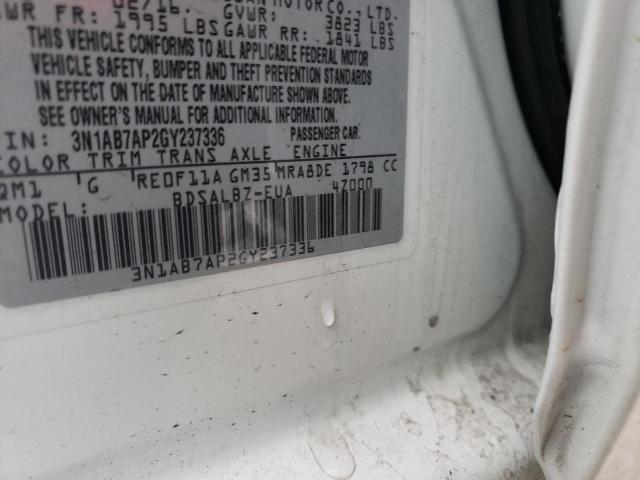 02/16. GVWR: 3823 LBS
GAWR FR: 1995 LBS GAWR RR: 1841 LBS
MOTOR CO., LTD.
THIS VEHICLE CONFORMS TO ALL APPLICABLE FEDERAL MOTOR
VEHICLE SAFETY, BUMPER AND THEFT PREVENTION STANDARDS
IN EFFECT ON THE DATE OF MANUFACTURE SHOWN ABOVE.
SEE OWNER'S MANUAL FOR ADDITIONAL INFORMATION.
VIN: 3N1AB7AP2GY237336 PASSENGER CAR.
COLOR TRIM TRANS AXLE ENGINE
QM1 G RE0F11A GM35 MRA8DE 1798 CC
MODEL: BDSALBZ-EUA 4Z000
3N1AB7AP2GY237336